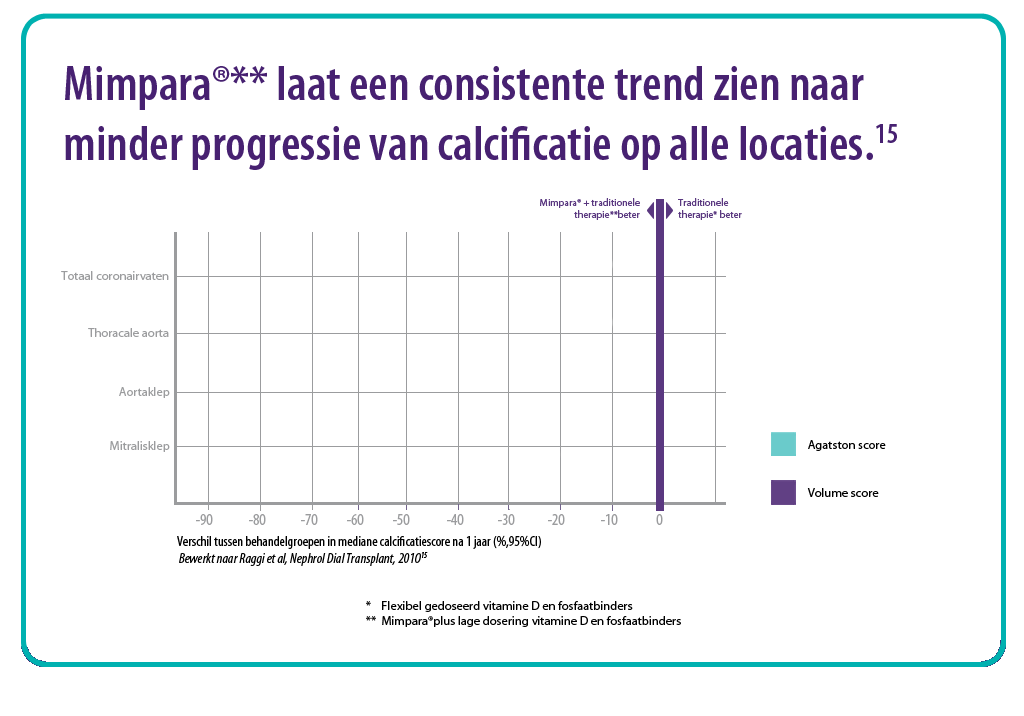 Mimpara®** laat een consistente trend zien naar
minder progressie van calcificatie op alle locaties.15
Mimpara* + traditionele
therapie**beter
Traditionele
therapie* beter
Totaal coronairvaten
Thoracale aorta
Aortaklep
Mitralisklep
Agatston score
Volume score
-90 -80 -70 -60 -50 -40 -30 -20 -10 0
Verschil tussen behandelgroepen in mediane calcificatiescore na 1 jaar (%,95%CI)
Bewerkt naar Raggi et al, Nephrol Dial Transplant, 201015
* Flexibel gedoseerd vitamine D en fosfaatbinders
** Mimpara®plus lage dosering vitamine D en fosfaatbinders